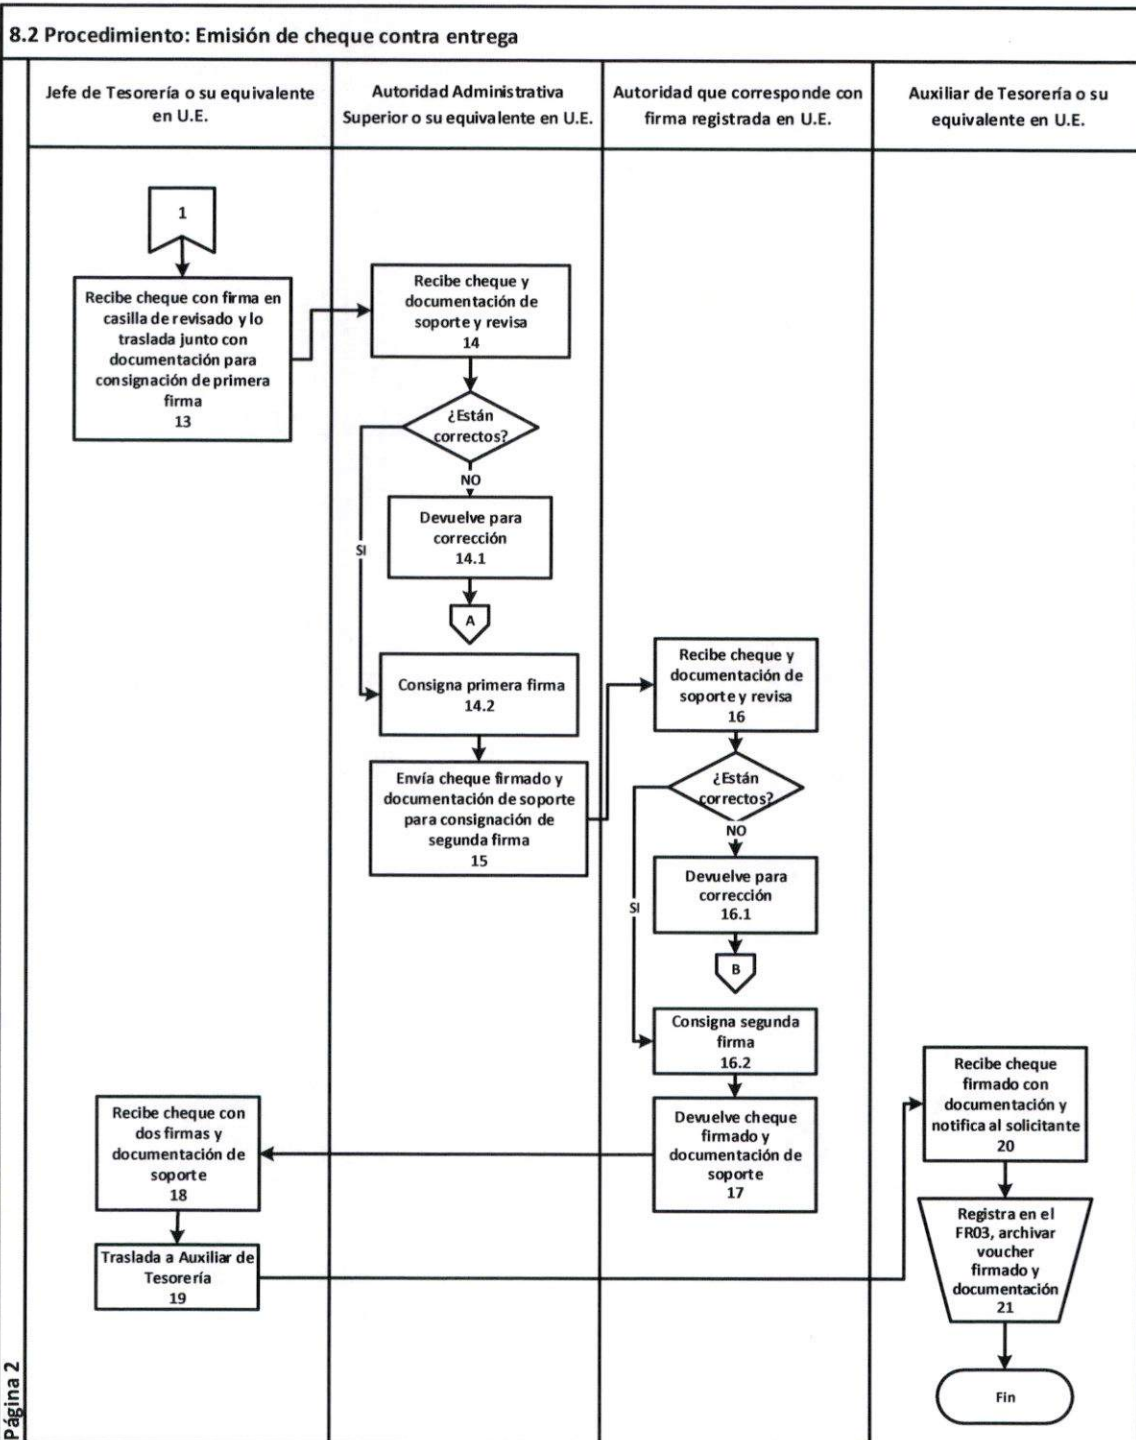 8.2 Procedimiento: Emisión de cheque contra entrega
Jefe de Tesorería o su equivalente
en U.E.
Autoridad Administrativa
Superior o su equivalente en U.E.
Autoridad que corresponde con
firma registrada en U.E.
Auxiliar de Tesorería o su
equivalente en U.E.
1
Recibe cheque con firma en
casilla de revisado y lo
traslada junto con
documentación para
consignación de primera
firma
13
Recibe cheque y
documentación de
soporte y revisa
14
¿Están
correctos?
NO
SI
Devuelve para
corrección
14.1
A
Consigna primera firma
14.2
Envía cheque firmado y
documentación de soporte
para consignación de
segunda firma
15
Recibe cheque y
documentación de
soporte y revisa
16
¿Están
correctos?
NO
SI
Devuelve para
corrección
16.1
B
Consigna segunda
firma
16.2
Devuelve cheque
firmado y
documentación de
soporte
17
Recibe cheque con
dos firmas y
documentación de
soporte
18
Traslada a Auxiliar de
Tesorería
19
Recibe cheque
firmado con
documentación y
notifica al solicitante
20
Registra en el
FR03, archivar
voucher
firmado y
documentación
21
Fin
Página 2